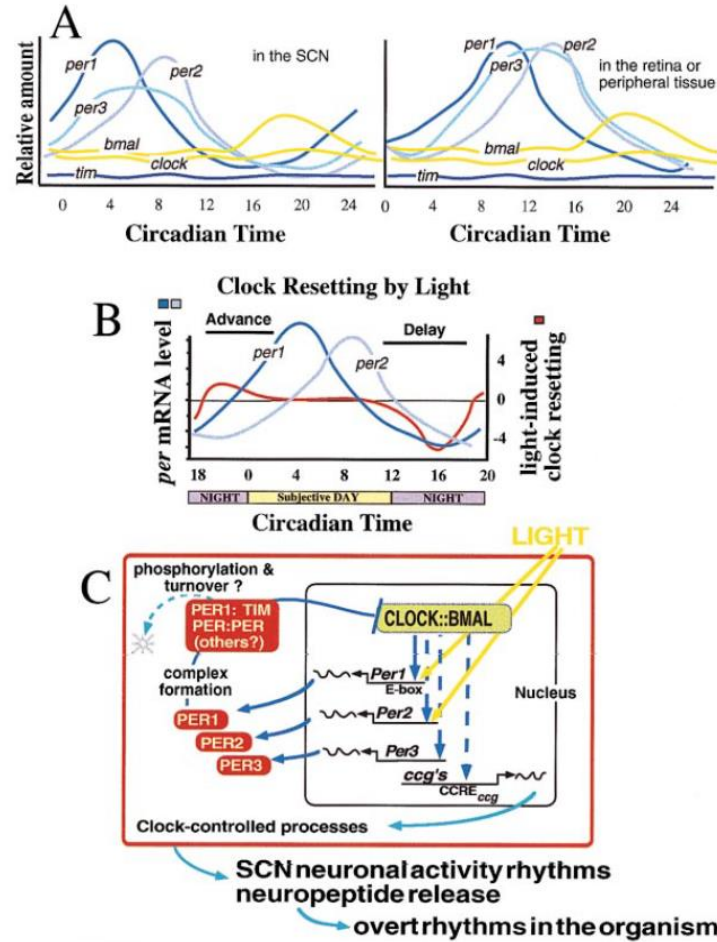 A
Relative amount
per1
per2
per3
in the SCN
bmal
clock
tim
0 4 8 12 16 20 24
Circadian Time
per1
per2
per3
in the retina or
peripheral tissue
bmal
clock
tim
0 4 8 12 16 20 24
Circadian Time
Clock Resetting by Light
B
per mRNA level
Advance
Delay
per1
per2
4
0
-4
light-induced
clock resetting
18 0 4 8 12 16 20
NIGHT Subjective DAY NIGHT
Circadian Time
LIGHT
C
phosphorylation &
turnover ?
PER1: TIM
PER:PER
(others?)
CLOCK::BMAL
complex
formation
Per1
E-box
Nucleus
PER1
Per2
PER2
Per3
PER3
ccg's
CCREccg
Clock-controlled processes
SCN neuronal activity rhythms
neuropeptide release
overt rhythms in the organism